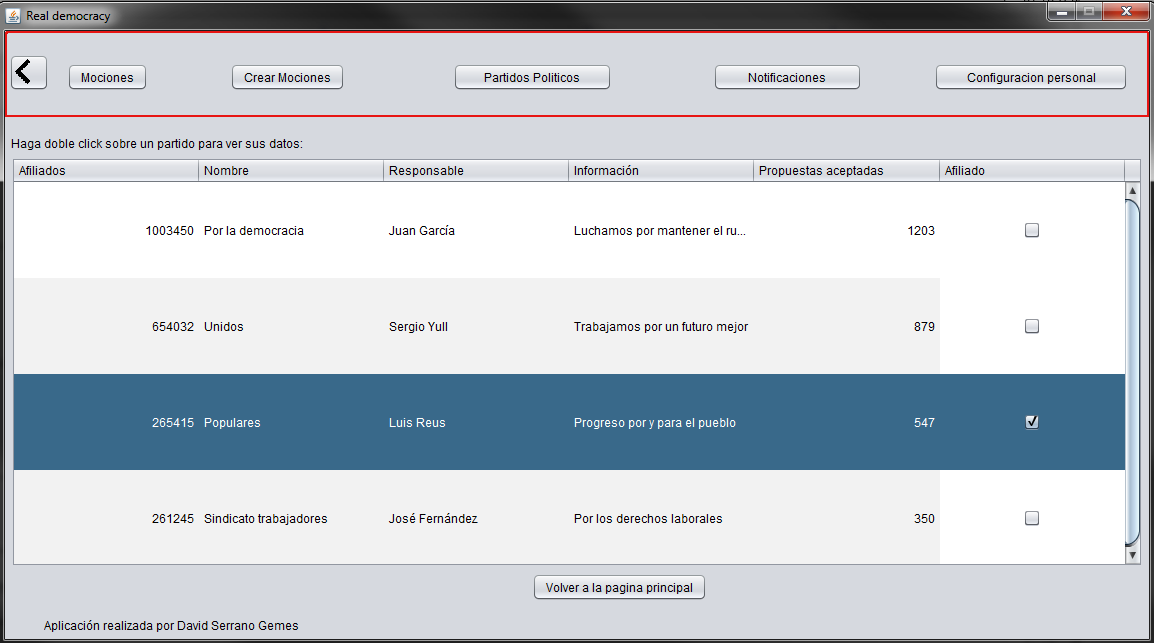 Real democracy
Mociones Crear Mociones Partidos Politicos Notificaciones Configuracion personal
Haga doble click sobre un partido para ver sus datos:
Afiliados Nombre Responsable Información Propuestas aceptadas Afiliado
1003450 Por la democracia Juan García Luchamos por mantener el ru... 1203
654032 Unidos Sergio Yull Trabajamos por un futuro mejor 879
265415 Populares Luis Reus Progreso por y para el pueblo 547
261245 Sindicato trabajadores José Fernández Por los derechos laborales 350
Volver a la pagina principal
Aplicación realizada por David Serrano Gemes